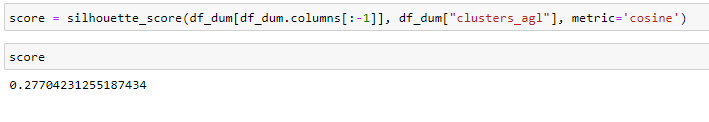 score = silhouette_score(df_dum[df_dum.columns[:-1]], df_dum["clusters_agl"], metric='cosine')
score
0.27704231255187434